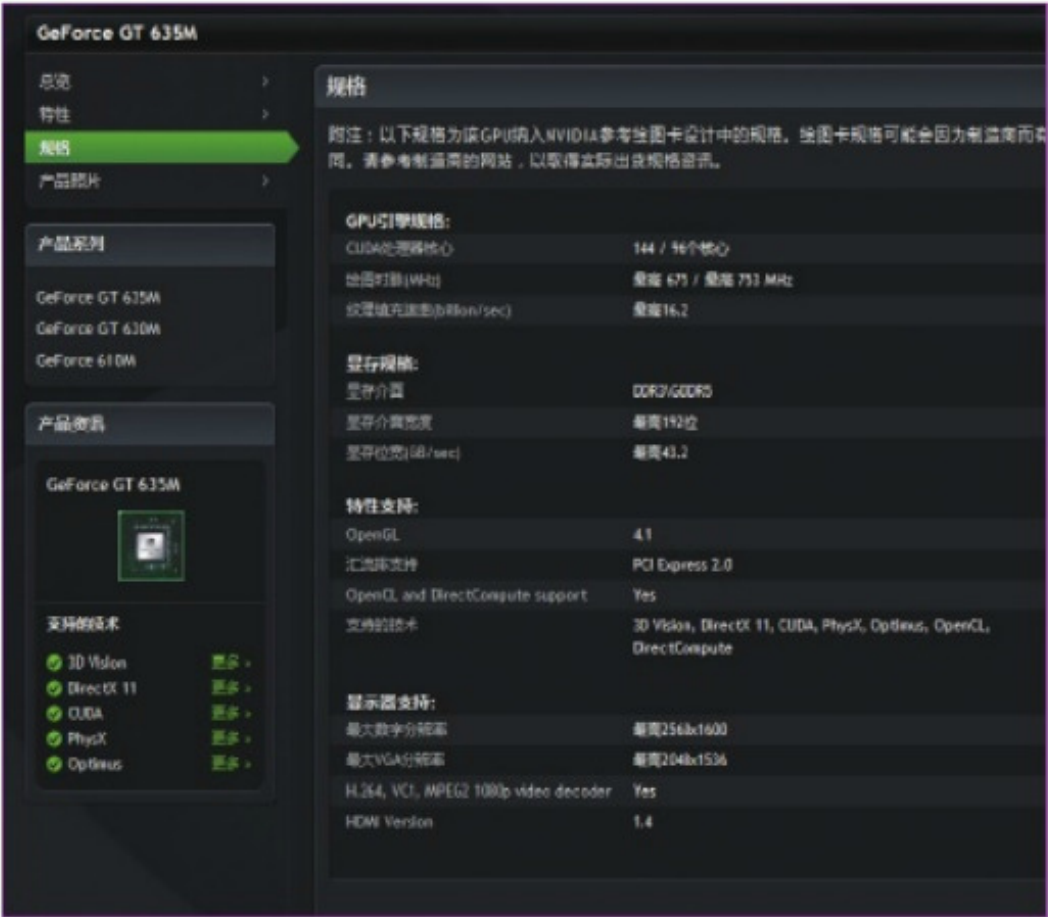 GeForce GT 635M
总览
特性
规格
产品照片
产品系列
GeForce GT 635M
GeForce GT 630M
GeForce 610M
产品资讯
GeForce GT 635M
支持的技术
3D Vision 更多
DirectX 11 更多
CUDA 更多
PhysX 更多
Optimus 更多
规格
附注：以下规格为该GPU纳入NVIDIA参考绘图卡设计中的规格。绘图卡规格可能会因为制造商而有
同。请参考制造商的网站，以取得实际出货规格资讯。
GPU引擎规格:
CUDA处理器核心 144 / 96个核心
绘图时脉(MHz) 最高 675 / 最高 753 MHz
纹理填充速率(billion/sec) 最高16.2
显存规格:
显存介面 DDR3\GDDR5
显存介面宽度 最高192位
显存位宽(GB/sec) 最高43.2
特性支持:
OpenGL 4.1
汇流排支持 PCI Express 2.0
OpenCL and DirectCompute support Yes
支持的技术 3D Vision, DirectX 11, CUDA, PhysX, Optimus, OpenCL,
DirectCompute
显示器支持:
最大数字分辨率 最高2560x1600
最大VGA分辨率 最高2048x1536
H.264, VC1, MPEG2 1080p video decoder Yes
HDMI Version 1.4